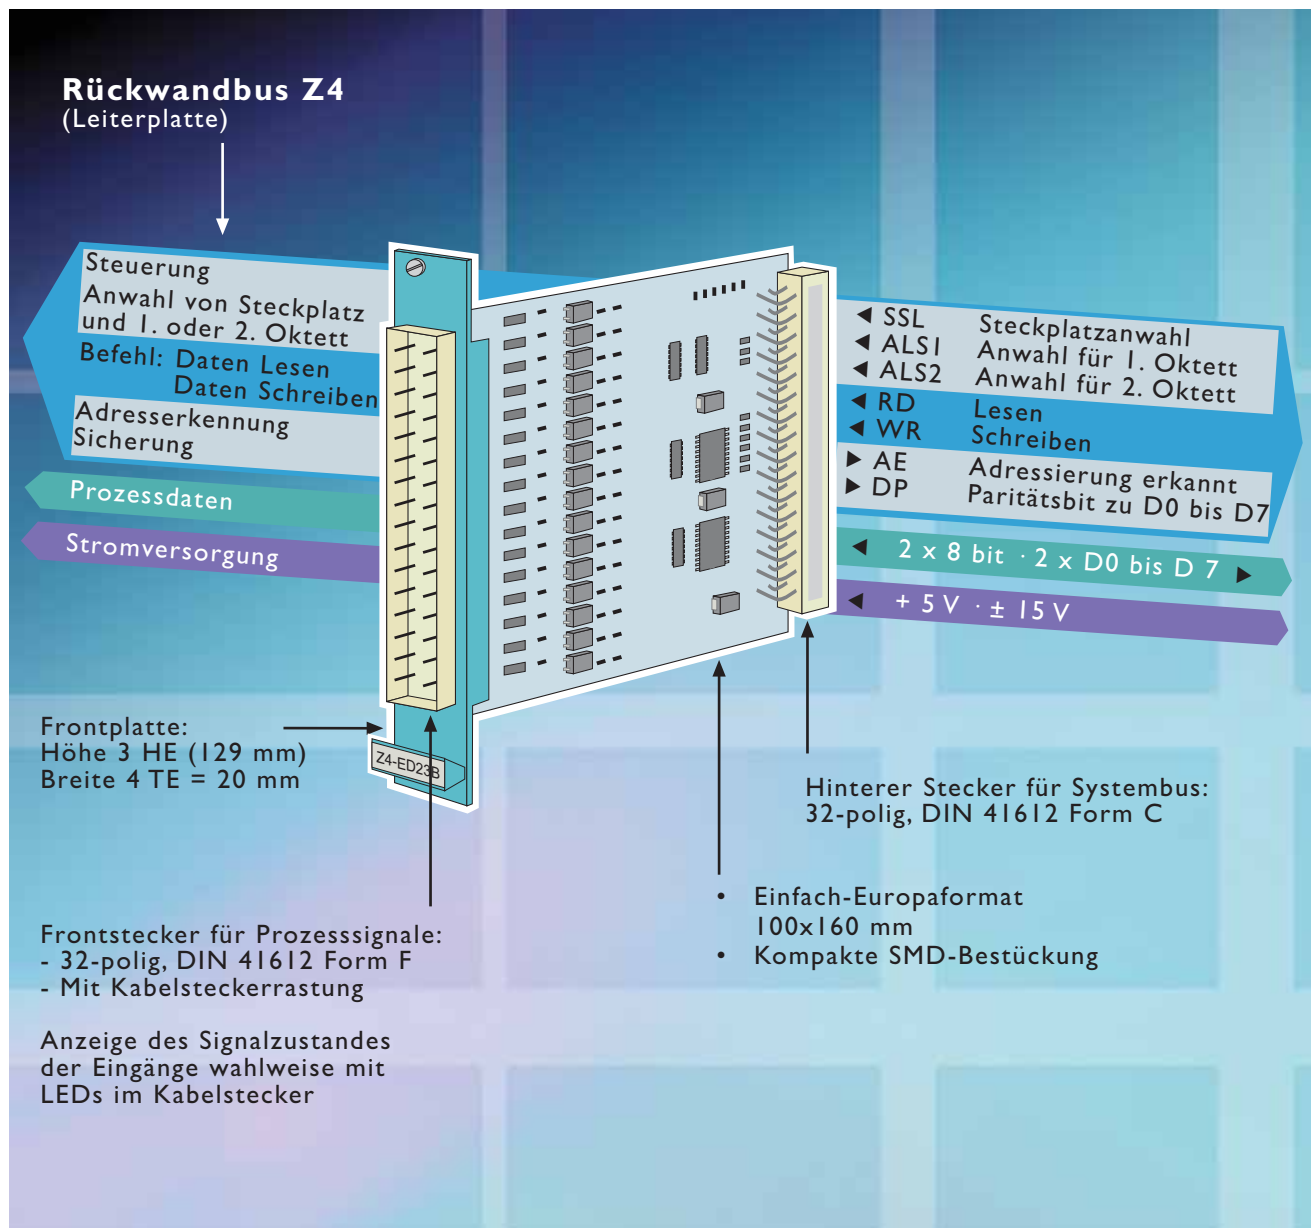 Rückwandbus Z4
(Leiterplatte)
Steuerung
Anwahl von Steckplatz
und 1. oder 2. Oktett
Befehl: Daten Lesen
Daten Schreiben
Adresserkennung
Sicherung
Prozessdaten
Stromversorgung
◄ SSL Steckplatzanwahl
◄ ALS1 Anwahl für 1. Oktett
◄ ALS2 Anwahl für 2. Oktett
◄ RD Lesen
◄ WR Schreiben
► AE Adressierung erkannt
► DP Paritätsbit zu D0 bis D7
◄ 2 x 8 bit · 2 x D0 bis D 7 ►
◄ + 5 V · ± 15 V
Frontplatte:
Höhe 3 HE (129 mm)
Breite 4 TE = 20 mm
Z4-ED23B
Hinterer Stecker für Systembus:
32-polig, DIN 41612 Form C
• Einfach-Europaformat
100x160 mm
• Kompakte SMD-Bestückung
Frontstecker für Prozesssignale:
- 32-polig, DIN 41612 Form F
- Mit Kabelsteckerrastung
Anzeige des Signalzustandes
der Eingänge wahlweise mit
LEDs im Kabelstecker